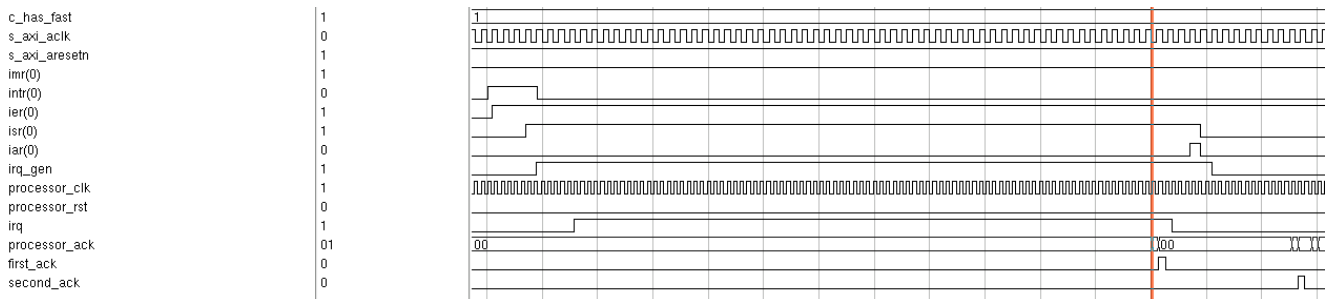 c_has_fast 1 1
s_axi_aclk 0
s_axi_aresetn 1
imr(0) 1
intr(0) 0
ier(0) 1
isr(0) 1
iar(0) 0
irq_gen 1
processor_clk 1
processor_rst 0
irq 1
processor_ack 01 00 00
first_ack 0
second_ack 0